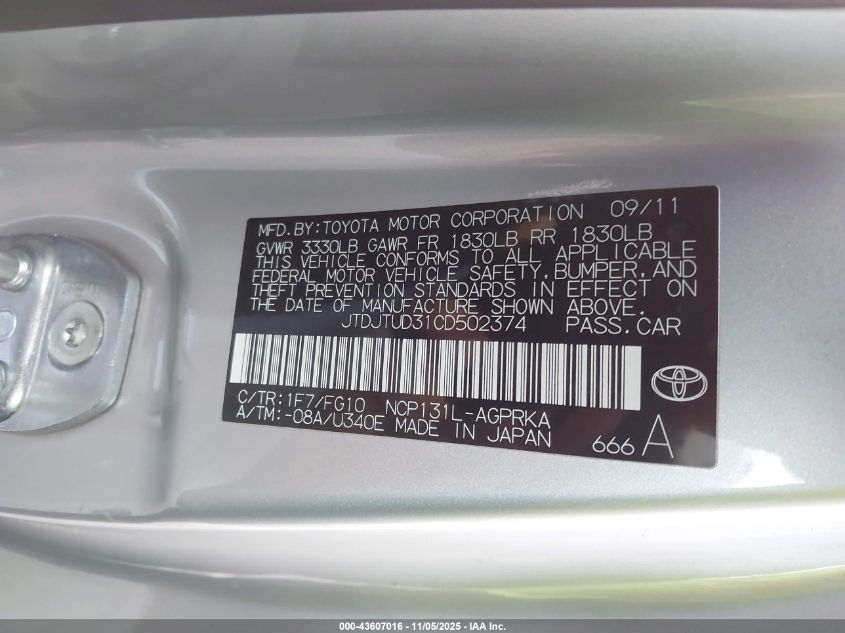 MFD. BY: TOYOTA MOTOR CORPORATION 09/11
GVWR 3330LB GAWR FR 1830LB RR 1830LB
THIS VEHICLE CONFORMS TO ALL APPLICABLE
FEDERAL MOTOR VEHICLE SAFETY, BUMPER, AND
THEFT PREVENTION STANDARDS IN EFFECT ON
THE DATE OF MANUFACTURE SHOWN ABOVE.
JTDJTUD31CD502374 PASS. CAR
C/TR: 1F7/FG10 NCP131L-AGPRKA
A/TM: -08A/U340E MADE IN JAPAN
666 A
000-43607016 - 11/05/2025 - IAA Inc.